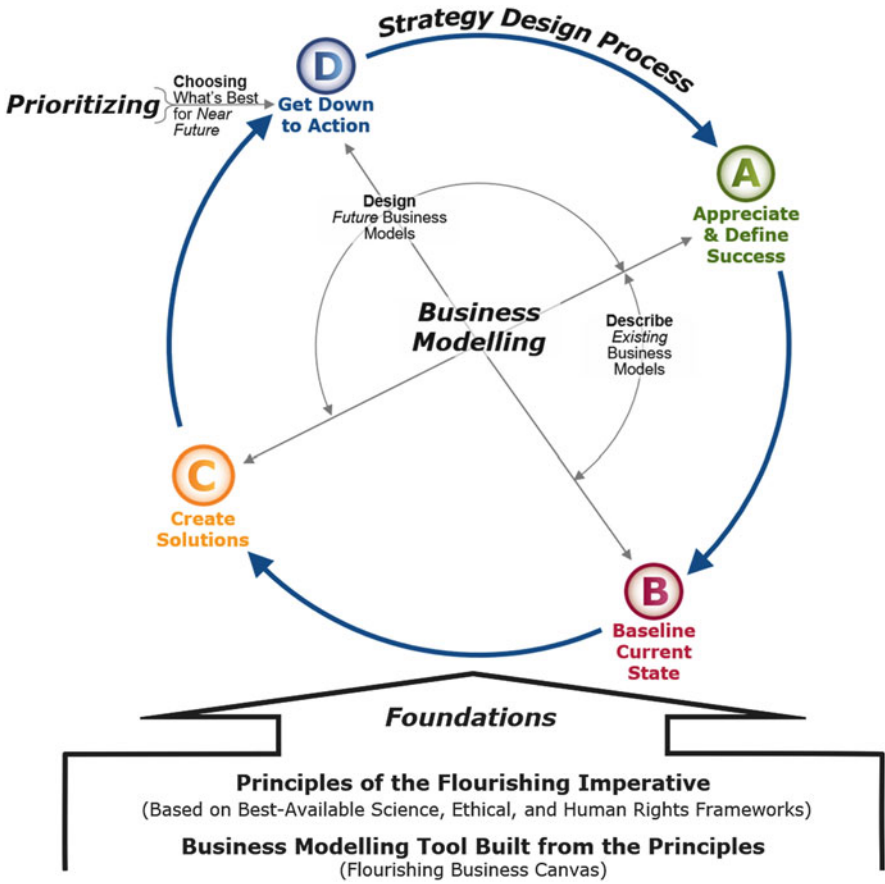 Strategy Design Process
D
Get Down
to Action
Prioritizing
Choosing
What's Best
for Near
Future
A
Appreciate
& Define
Success
Design
Future Business
Models
Business
Modelling
Describe
Existing
Business
Models
C
Create
Solutions
B
Baseline
Current
State
Foundations
Principles of the Flourishing Imperative
(Based on Best-Available Science, Ethical, and Human Rights Frameworks)
Business Modelling Tool Built from the Principles
(Flourishing Business Canvas)